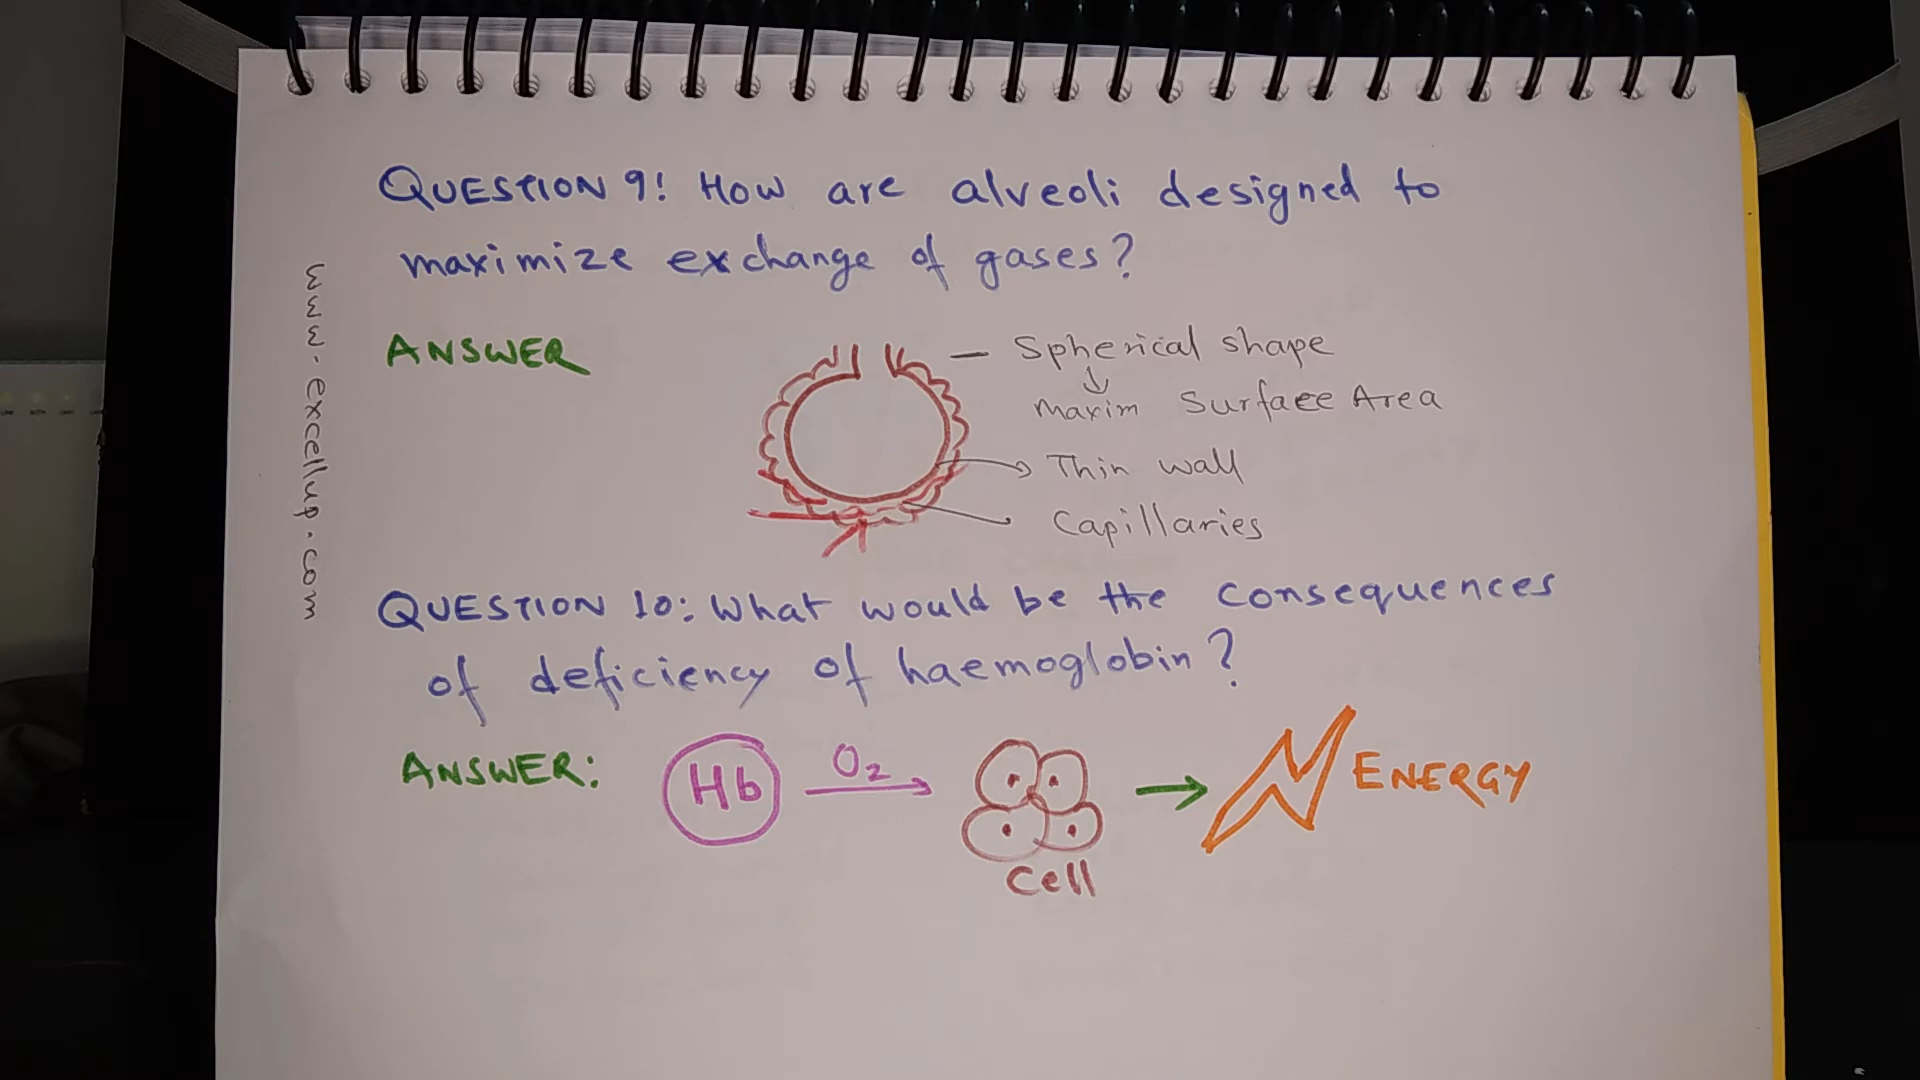 QUESTION 9: How are alveoli designed to
maximize exchange of gases?
www.excellup.com
ANSWER
— Spherical shape
↓
Maxim Surface Area
→ Thin wall
Capillaries
QUESTION 10: What would be the consequences
of deficiency of haemoglobin?
ANSWER: Hb O2 → → ENERGY
Cell